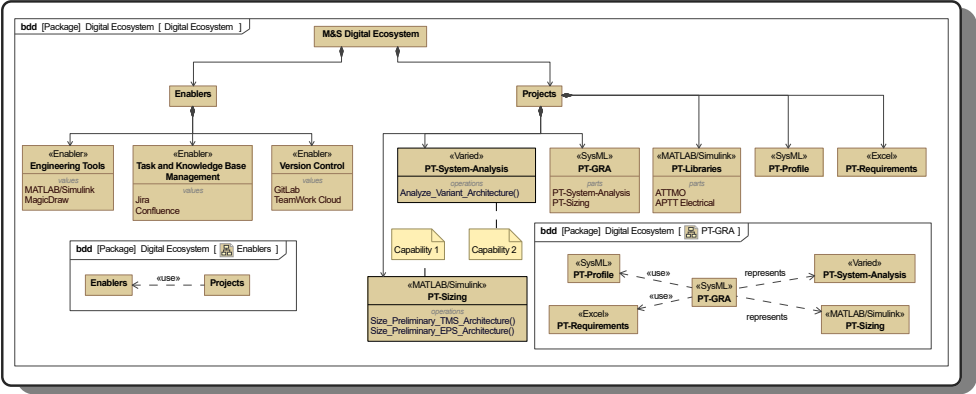 bdd [Package] Digital Ecosystem [ Digital Ecosystem ]
M&S Digital Ecosystem
Enablers
Projects
«Enabler»
Engineering Tools
values
MATLAB/Simulink
MagicDraw
«Enabler»
Task and Knowledge Base
Management
values
Jira
Confluence
«Enabler»
Version Control
values
GitLab
TeamWork Cloud
«Varied»
PT-System-Analysis
operations
Analyze_Variant_Architecture()
«SysML»
PT-GRA
parts
PT-System-Analysis
PT-Sizing
«MATLAB/Simulink»
PT-Libraries
parts
ATTMO
APTT Electrical
«SysML»
PT-Profile
«Excel»
PT-Requirements
Capability 1
Capability 2
«MATLAB/Simulink»
PT-Sizing
operations
Size_Preliminary_TMS_Architecture()
Size_Preliminary_EPS_Architecture()
bdd [Package] Digital Ecosystem [ Enablers ]
Enablers
«use»
Projects
bdd [Package] Digital Ecosystem [ PT-GRA ]
«SysML»
PT-Profile
«use»
«SysML»
PT-GRA
represents
«Varied»
PT-System-Analysis
«Excel»
PT-Requirements
«use»
represents
«MATLAB/Simulink»
PT-Sizing